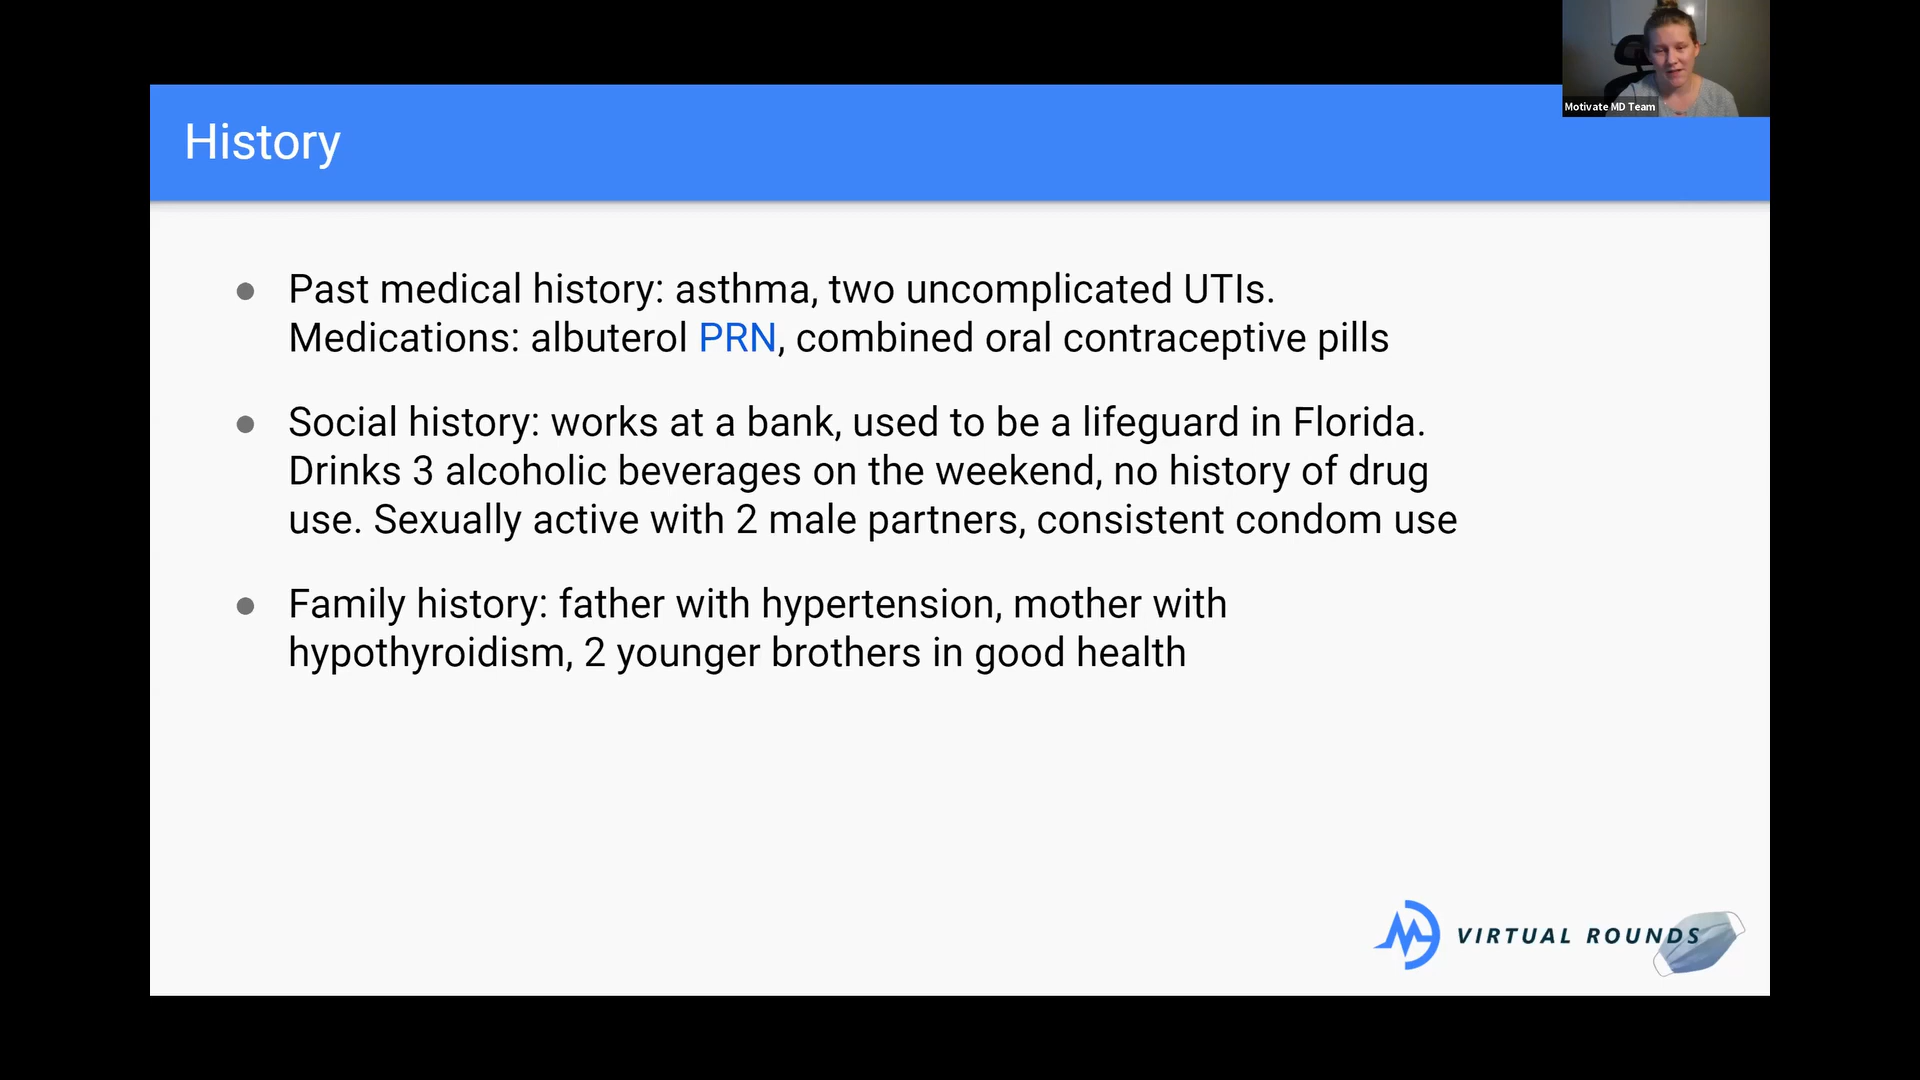 Motivate MD Team
History
Past medical history: asthma, two uncomplicated UTIs.
Medications: albuterol PRN, combined oral contraceptive pills
Social history: works at a bank, used to be a lifeguard in Florida.
Drinks 3 alcoholic beverages on the weekend, no history of drug
use. Sexually active with 2 male partners, consistent condom use
Family history: father with hypertension, mother with
hypothyroidism, 2 younger brothers in good health
VIRTUAL ROUNDS